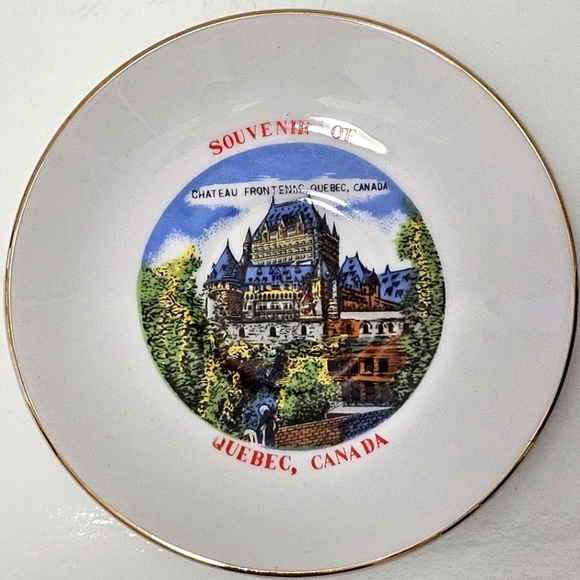 SOUVENIR OF
CHATEAU FRONTENAC, QUEBEC, CANADA
QUEBEC, CANADA